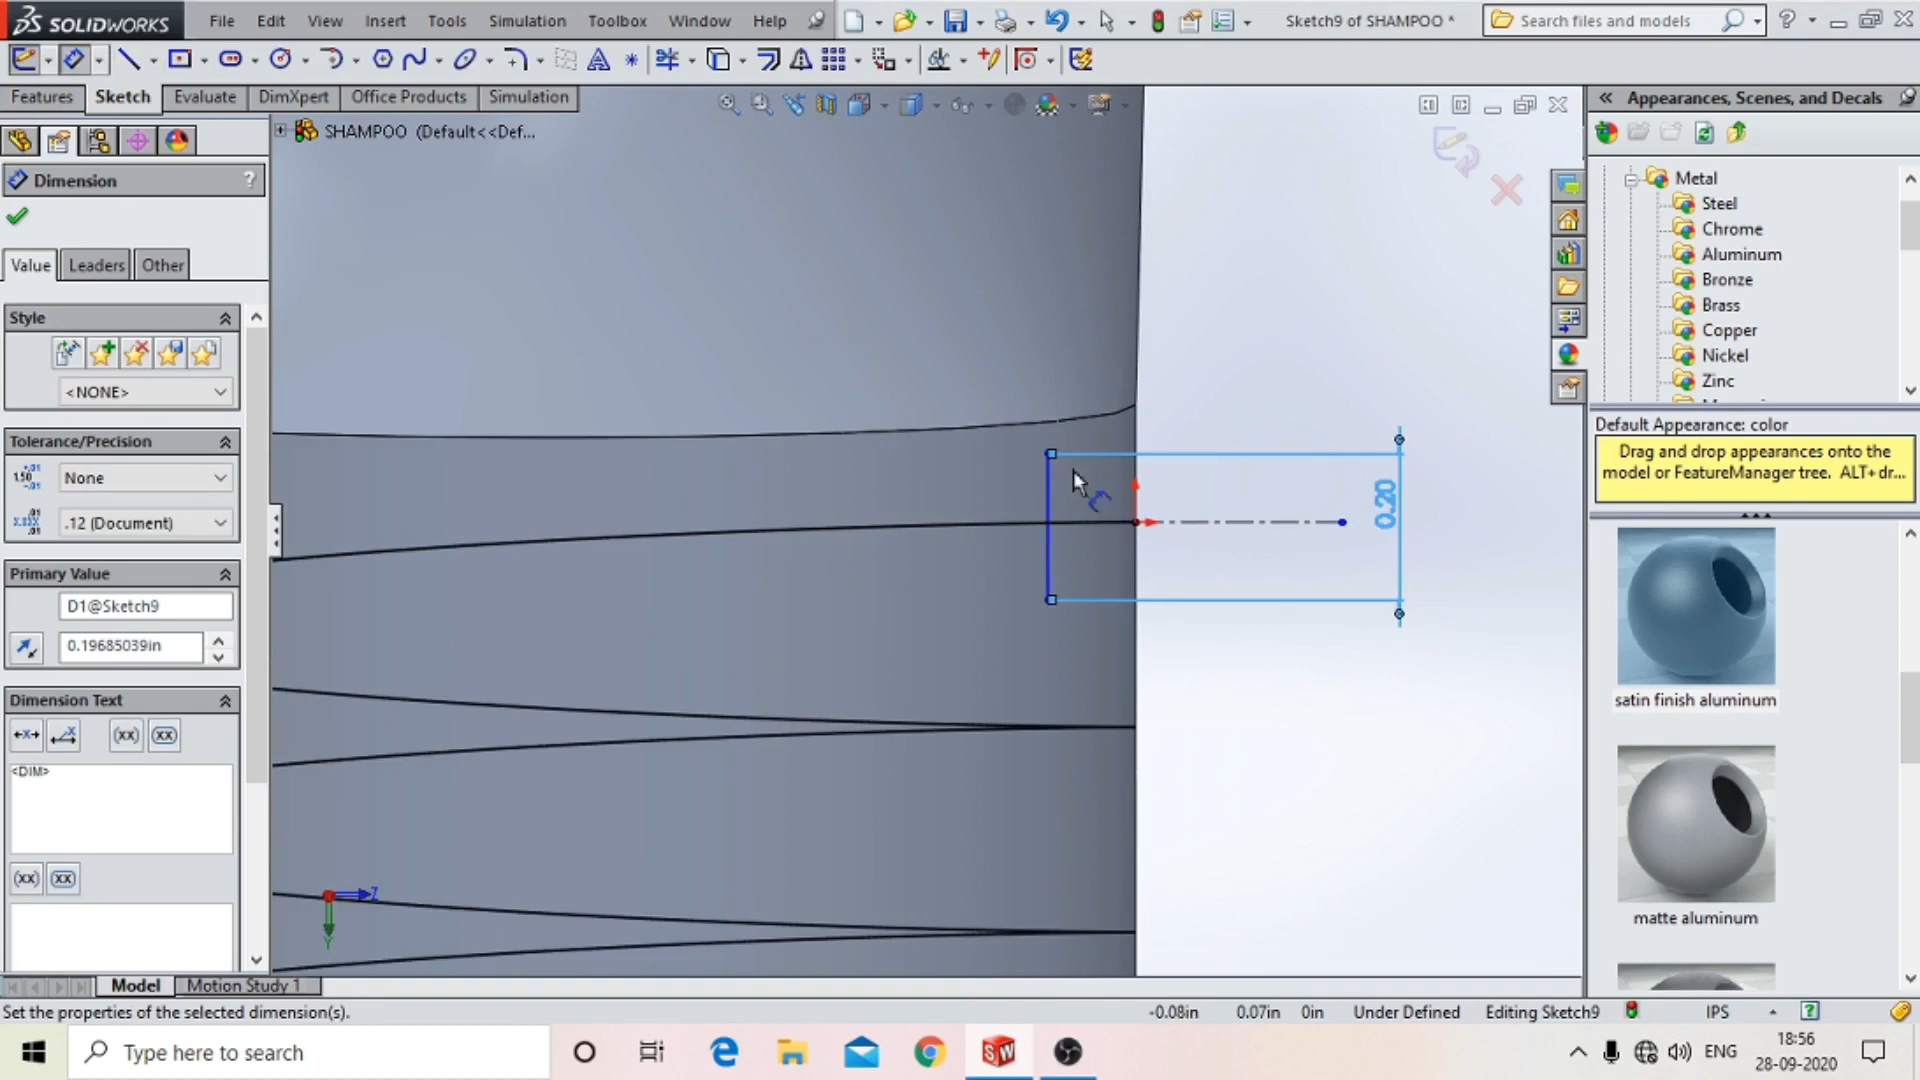 SOLIDWORKS File Edit View Insert Tools Simulation Toolbox Window Help Sketch9 of SHAMPOO * Search files and models
Features Sketch Evaluate DimXpert Office Products Simulation
Appearances, Scenes, and Decals
SHAMPOO (Default<<Def...
Dimension ?
Value Leaders Other
Style
<NONE>
Tolerance/Precision
None
.12 (Document)
Primary Value
D1@Sketch9
0.19685039in
Dimension Text
<DIM>
0.20
Z
Y
Metal
Steel
Chrome
Aluminum
Bronze
Brass
Copper
Nickel
Zinc
Default Appearance: color
Drag and drop appearances onto the
model or FeatureManager tree. ALT+dr...
satin finish aluminum
matte aluminum
Model Motion Study 1
Set the properties of the selected dimension(s). -0.08in 0.07in 0in Under Defined Editing Sketch9 IPS
Type here to search
ENG
18:56
28-09-2020